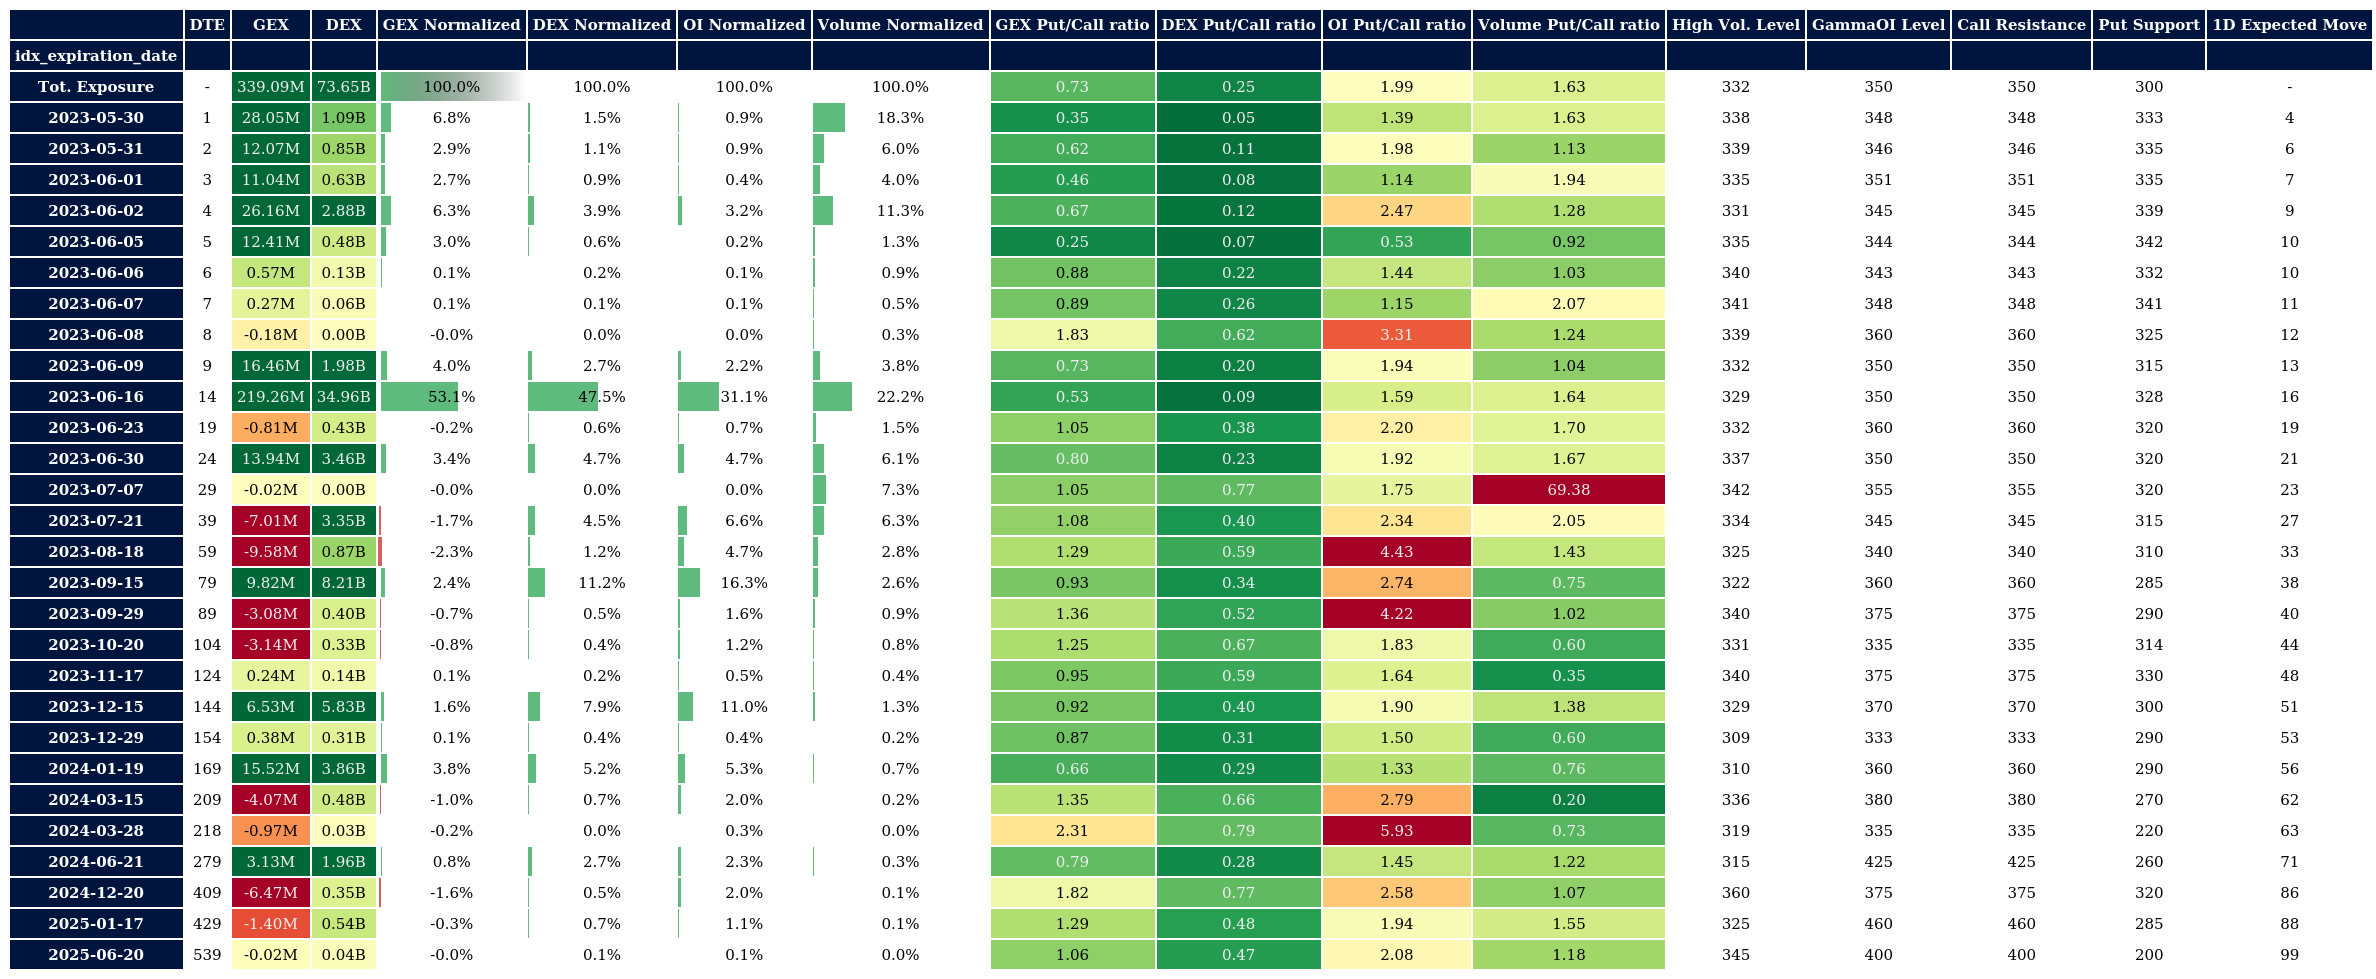 DTE GEX DEX GEX Normalized DEX Normalized OI Normalized Volume Normalized GEX Put/Call ratio DEX Put/Call ratio OI Put/Call ratio Volume Put/Call ratio High Vol. Level GammaOI Level Call Resistance Put Support 1D Expected Move
idx_expiration_date
Tot. Exposure - 339.09M 73.65B 100.0% 100.0% 100.0% 100.0% 0.73 0.25 1.99 1.63 332 350 350 300 -
2023-05-30 1 28.05M 1.09B 6.8% 1.5% 0.9% 18.3% 0.35 0.05 1.39 1.63 338 348 348 333 4
2023-05-31 2 12.07M 0.85B 2.9% 1.1% 0.9% 6.0% 0.62 0.11 1.98 1.13 339 346 346 335 6
2023-06-01 3 11.04M 0.63B 2.7% 0.9% 0.4% 4.0% 0.46 0.08 1.14 1.94 335 351 351 335 7
2023-06-02 4 26.16M 2.88B 6.3% 3.9% 3.2% 11.3% 0.67 0.12 2.47 1.28 331 345 345 339 9
2023-06-05 5 12.41M 0.48B 3.0% 0.6% 0.2% 1.3% 0.25 0.07 0.53 0.92 335 344 344 342 10
2023-06-06 6 0.57M 0.13B 0.1% 0.2% 0.1% 0.9% 0.88 0.22 1.44 1.03 340 343 343 332 10
2023-06-07 7 0.27M 0.06B 0.1% 0.1% 0.1% 0.5% 0.89 0.26 1.15 2.07 341 348 348 341 11
2023-06-08 8 -0.18M 0.00B -0.0% 0.0% 0.0% 0.3% 1.83 0.62 3.31 1.24 339 360 360 325 12
2023-06-09 9 16.46M 1.98B 4.0% 2.7% 2.2% 3.8% 0.73 0.20 1.94 1.04 332 350 350 315 13
2023-06-16 14 219.26M 34.96B 53.1% 47.5% 31.1% 22.2% 0.53 0.09 1.59 1.64 329 350 350 328 16
2023-06-23 19 -0.81M 0.43B -0.2% 0.6% 0.7% 1.5% 1.05 0.38 2.20 1.70 332 360 360 320 19
2023-06-30 24 13.94M 3.46B 3.4% 4.7% 4.7% 6.1% 0.80 0.23 1.92 1.67 337 350 350 320 21
2023-07-07 29 -0.02M 0.00B -0.0% 0.0% 0.0% 7.3% 1.05 0.77 1.75 69.38 342 355 355 320 23
2023-07-21 39 -7.01M 3.35B -1.7% 4.5% 6.6% 6.3% 1.08 0.40 2.34 2.05 334 345 345 315 27
2023-08-18 59 -9.58M 0.87B -2.3% 1.2% 4.7% 2.8% 1.29 0.59 4.43 1.43 325 340 340 310 33
2023-09-15 79 9.82M 8.21B 2.4% 11.2% 16.3% 2.6% 0.93 0.34 2.74 0.75 322 360 360 285 38
2023-09-29 89 -3.08M 0.40B -0.7% 0.5% 1.6% 0.9% 1.36 0.52 4.22 1.02 340 375 375 290 40
2023-10-20 104 -3.14M 0.33B -0.8% 0.4% 1.2% 0.8% 1.25 0.67 1.83 0.60 331 335 335 314 44
2023-11-17 124 0.24M 0.14B 0.1% 0.2% 0.5% 0.4% 0.95 0.59 1.64 0.35 340 375 375 330 48
2023-12-15 144 6.53M 5.83B 1.6% 7.9% 11.0% 1.3% 0.92 0.40 1.90 1.38 329 370 370 300 51
2023-12-29 154 0.38M 0.31B 0.1% 0.4% 0.4% 0.2% 0.87 0.31 1.50 0.60 309 333 333 290 53
2024-01-19 169 15.52M 3.86B 3.8% 5.2% 5.3% 0.7% 0.66 0.29 1.33 0.76 310 360 360 290 56
2024-03-15 209 -4.07M 0.48B -1.0% 0.7% 2.0% 0.2% 1.35 0.66 2.79 0.20 336 380 380 270 62
2024-03-28 218 -0.97M 0.03B -0.2% 0.0% 0.3% 0.0% 2.31 0.79 5.93 0.73 319 335 335 220 63
2024-06-21 279 3.13M 1.96B 0.8% 2.7% 2.3% 0.3% 0.79 0.28 1.45 1.22 315 425 425 260 71
2024-12-20 409 -6.47M 0.35B -1.6% 0.5% 2.0% 0.1% 1.82 0.77 2.58 1.07 360 375 375 320 86
2025-01-17 429 -1.40M 0.54B -0.3% 0.7% 1.1% 0.1% 1.29 0.48 1.94 1.55 325 460 460 285 88
2025-06-20 539 -0.02M 0.04B -0.0% 0.1% 0.1% 0.0% 1.06 0.47 2.08 1.18 345 400 400 200 99